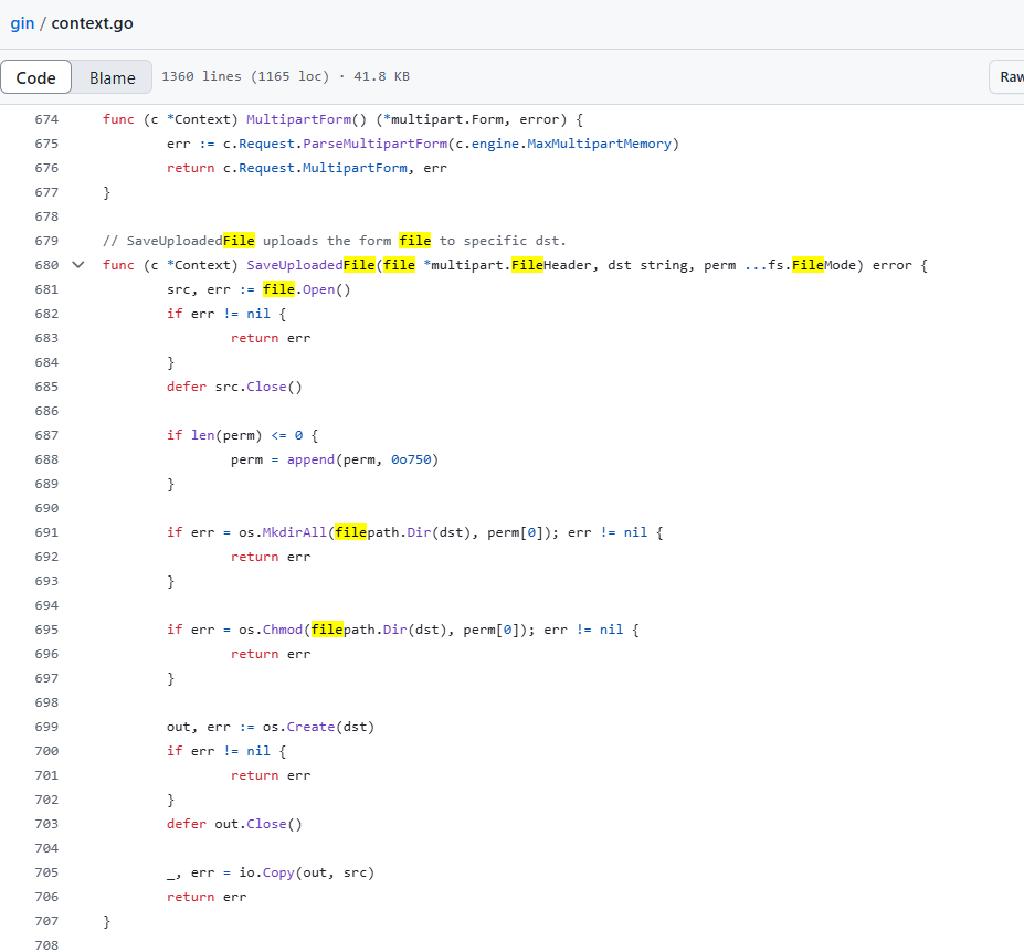 gin / context.go
Code Blame 1360 lines (1165 loc) · 41.8 KB Raw
674 func (c *Context) MultipartForm() (*multipart.Form, error) {
675 err := c.Request.ParseMultipartForm(c.engine.MaxMultipartMemory)
676 return c.Request.MultipartForm, err
677 }
678
679 // SaveUploadedFile uploads the form file to specific dst.
680 func (c *Context) SaveUploadedFile(file *multipart.FileHeader, dst string, perm ...fs.FileMode) error {
681 src, err := file.Open()
682 if err != nil {
683 return err
684 }
685 defer src.Close()
686
687 if len(perm) <= 0 {
688 perm = append(perm, 0o750)
689 }
690
691 if err = os.MkdirAll(filepath.Dir(dst), perm[0]); err != nil {
692 return err
693 }
694
695 if err = os.Chmod(filepath.Dir(dst), perm[0]); err != nil {
696 return err
697 }
698
699 out, err := os.Create(dst)
700 if err != nil {
701 return err
702 }
703 defer out.Close()
704
705 _, err = io.Copy(out, src)
706 return err
707 }
708